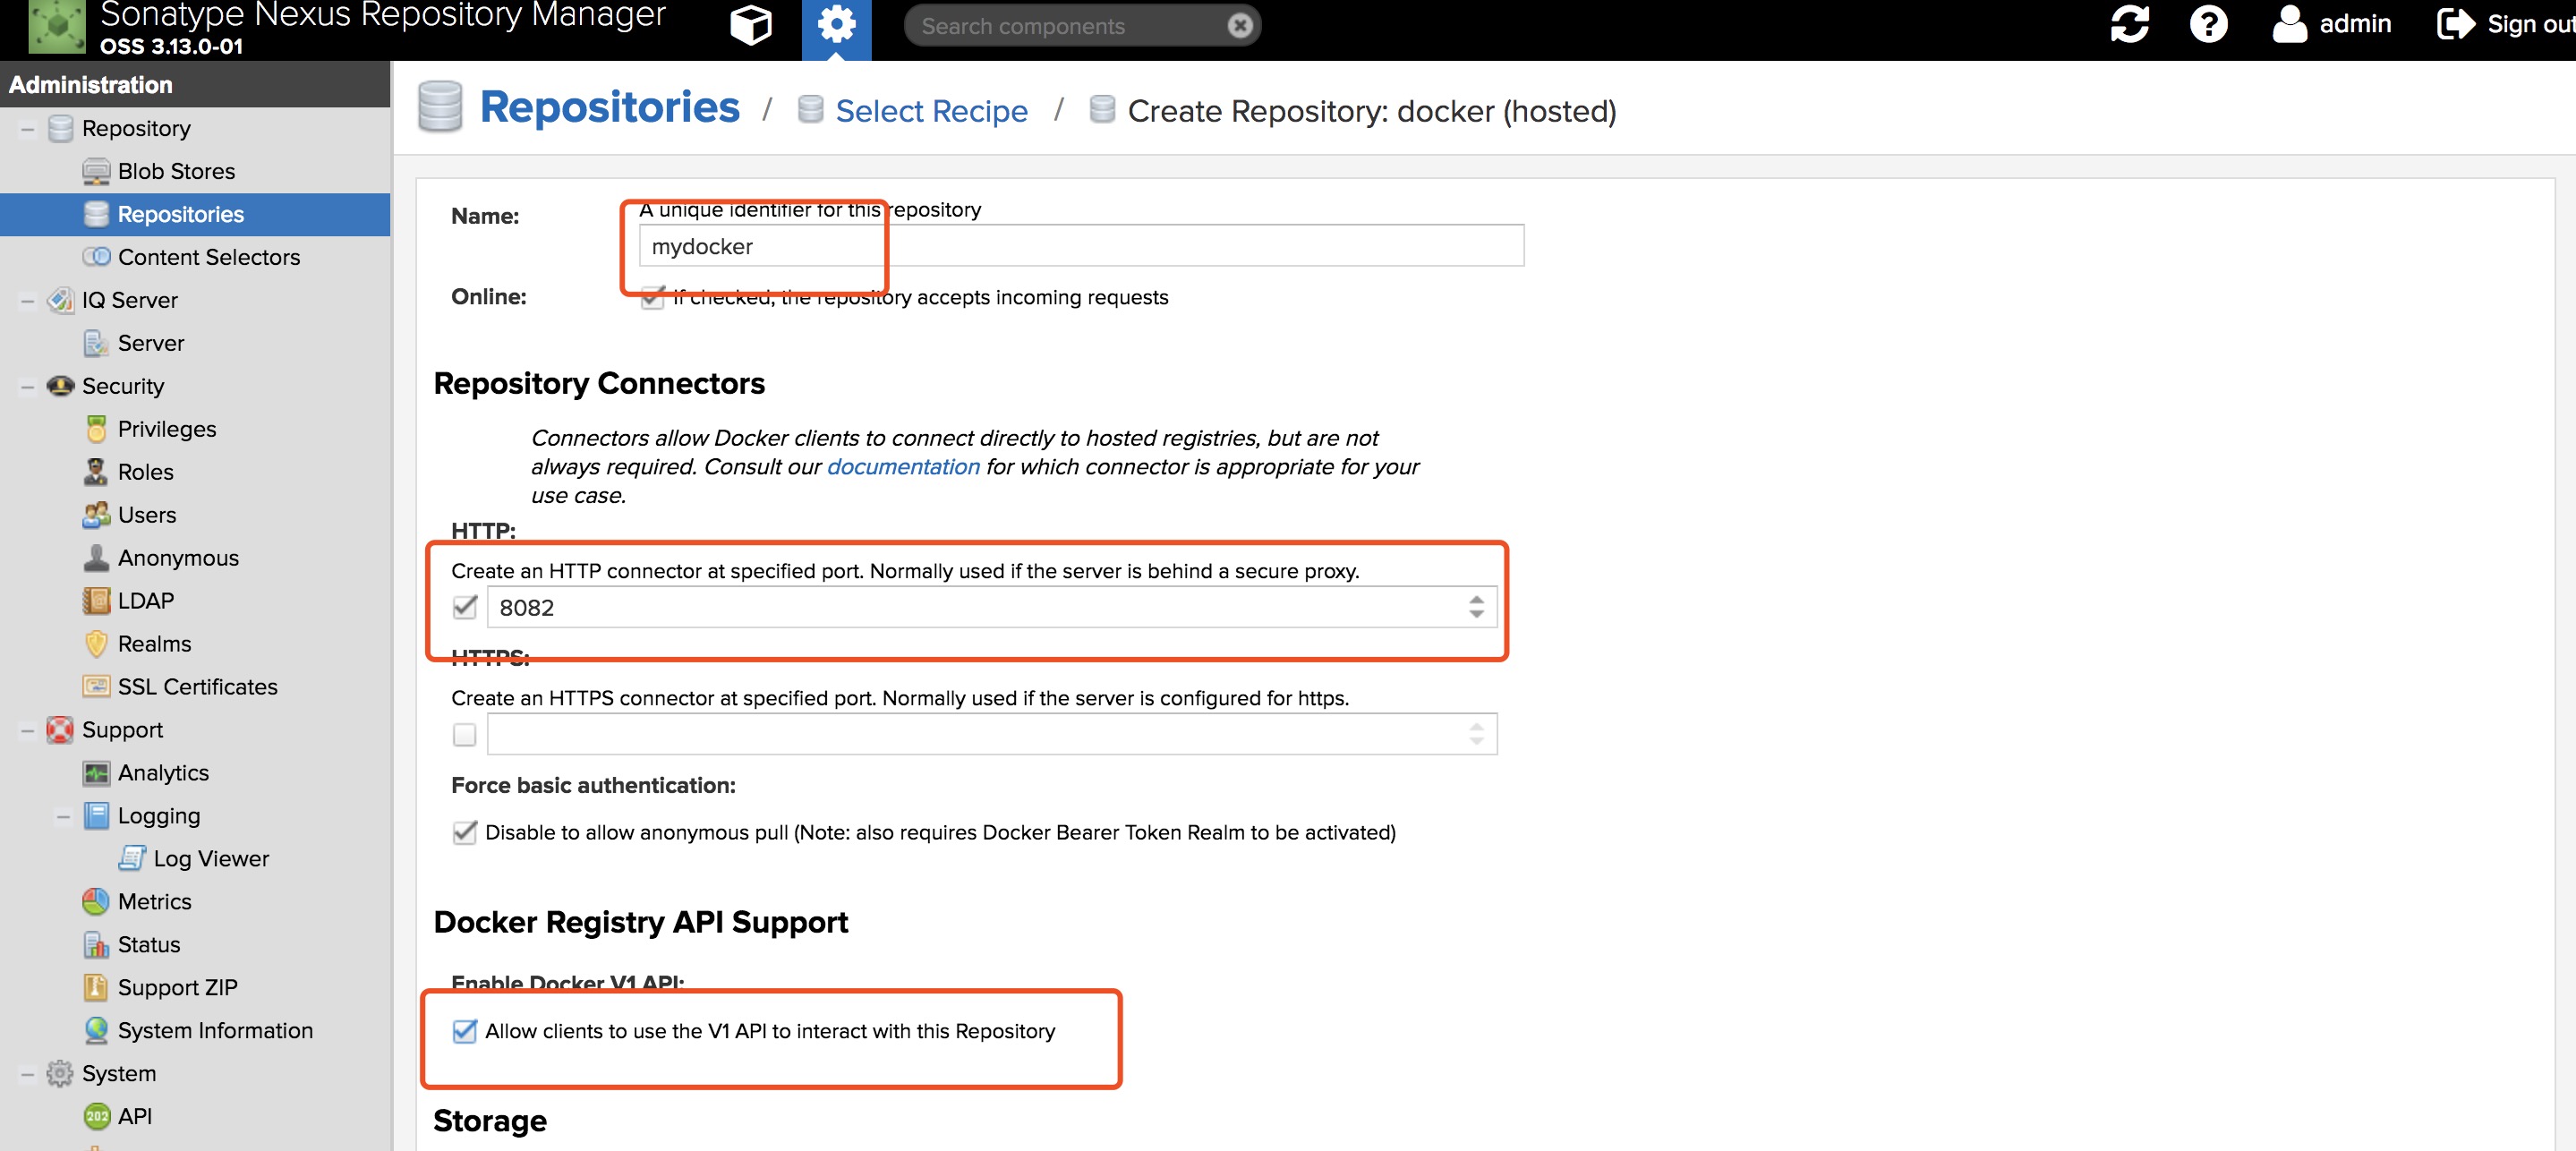 Sonatype Nexus Repository Manager
OSS 3.13.0-01
Search components
admin
Sign out
Administration
Repository
Blob Stores
Repositories
Content Selectors
IQ Server
Server
Security
Privileges
Roles
Users
Anonymous
LDAP
Realms
SSL Certificates
Support
Analytics
Logging
Log Viewer
Metrics
Status
Support ZIP
System Information
System
202 API
Repositories / Select Recipe / Create Repository: docker (hosted)
Name:
A unique identifier for this repository
mydocker
Online:
If checked, the repository accepts incoming requests
Repository Connectors
Connectors allow Docker clients to connect directly to hosted registries, but are not
always required. Consult our documentation for which connector is appropriate for your
use case.
HTTP:
Create an HTTP connector at specified port. Normally used if the server is behind a secure proxy.
8082
HTTPS:
Create an HTTPS connector at specified port. Normally used if the server is configured for https.
Force basic authentication:
Disable to allow anonymous pull (Note: also requires Docker Bearer Token Realm to be activated)
Docker Registry API Support
Enable Docker V1 API:
Allow clients to use the V1 API to interact with this Repository
Storage